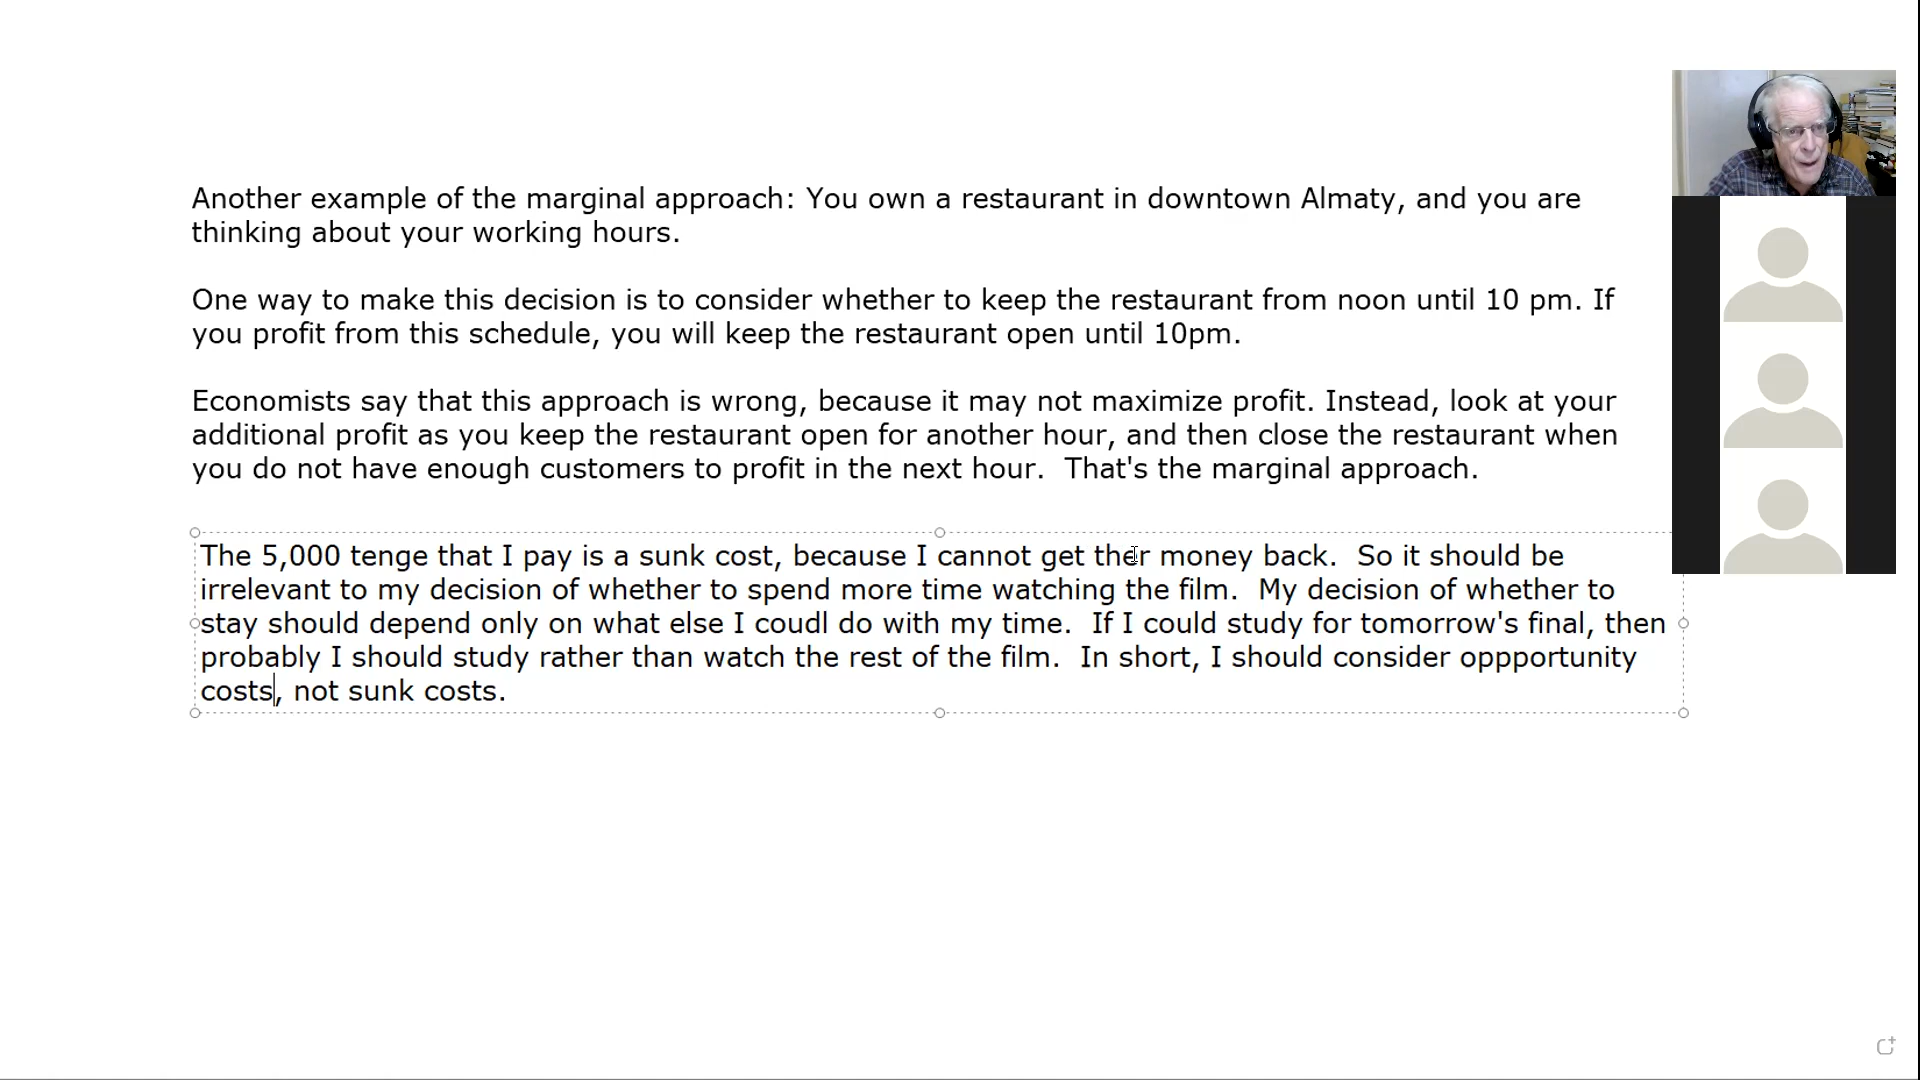 Another example of the marginal approach: You own a restaurant in downtown Almaty, and you are
thinking about your working hours.
One way to make this decision is to consider whether to keep the restaurant from noon until 10 pm. If
you profit from this schedule, you will keep the restaurant open until 10pm.
Economists say that this approach is wrong, because it may not maximize profit. Instead, look at your
additional profit as you keep the restaurant open for another hour, and then close the restaurant when
you do not have enough customers to profit in the next hour.  That's the marginal approach.
The 5,000 tenge that I pay is a sunk cost, because I cannot get ther money back.  So it should be
irrelevant to my decision of whether to spend more time watching the film.  My decision of whether to
stay should depend only on what else I coudl do with my time.  If I could study for tomorrow's final, then
probably I should study rather than watch the rest of the film.  In short, I should consider oppportunity
costs, not sunk costs.